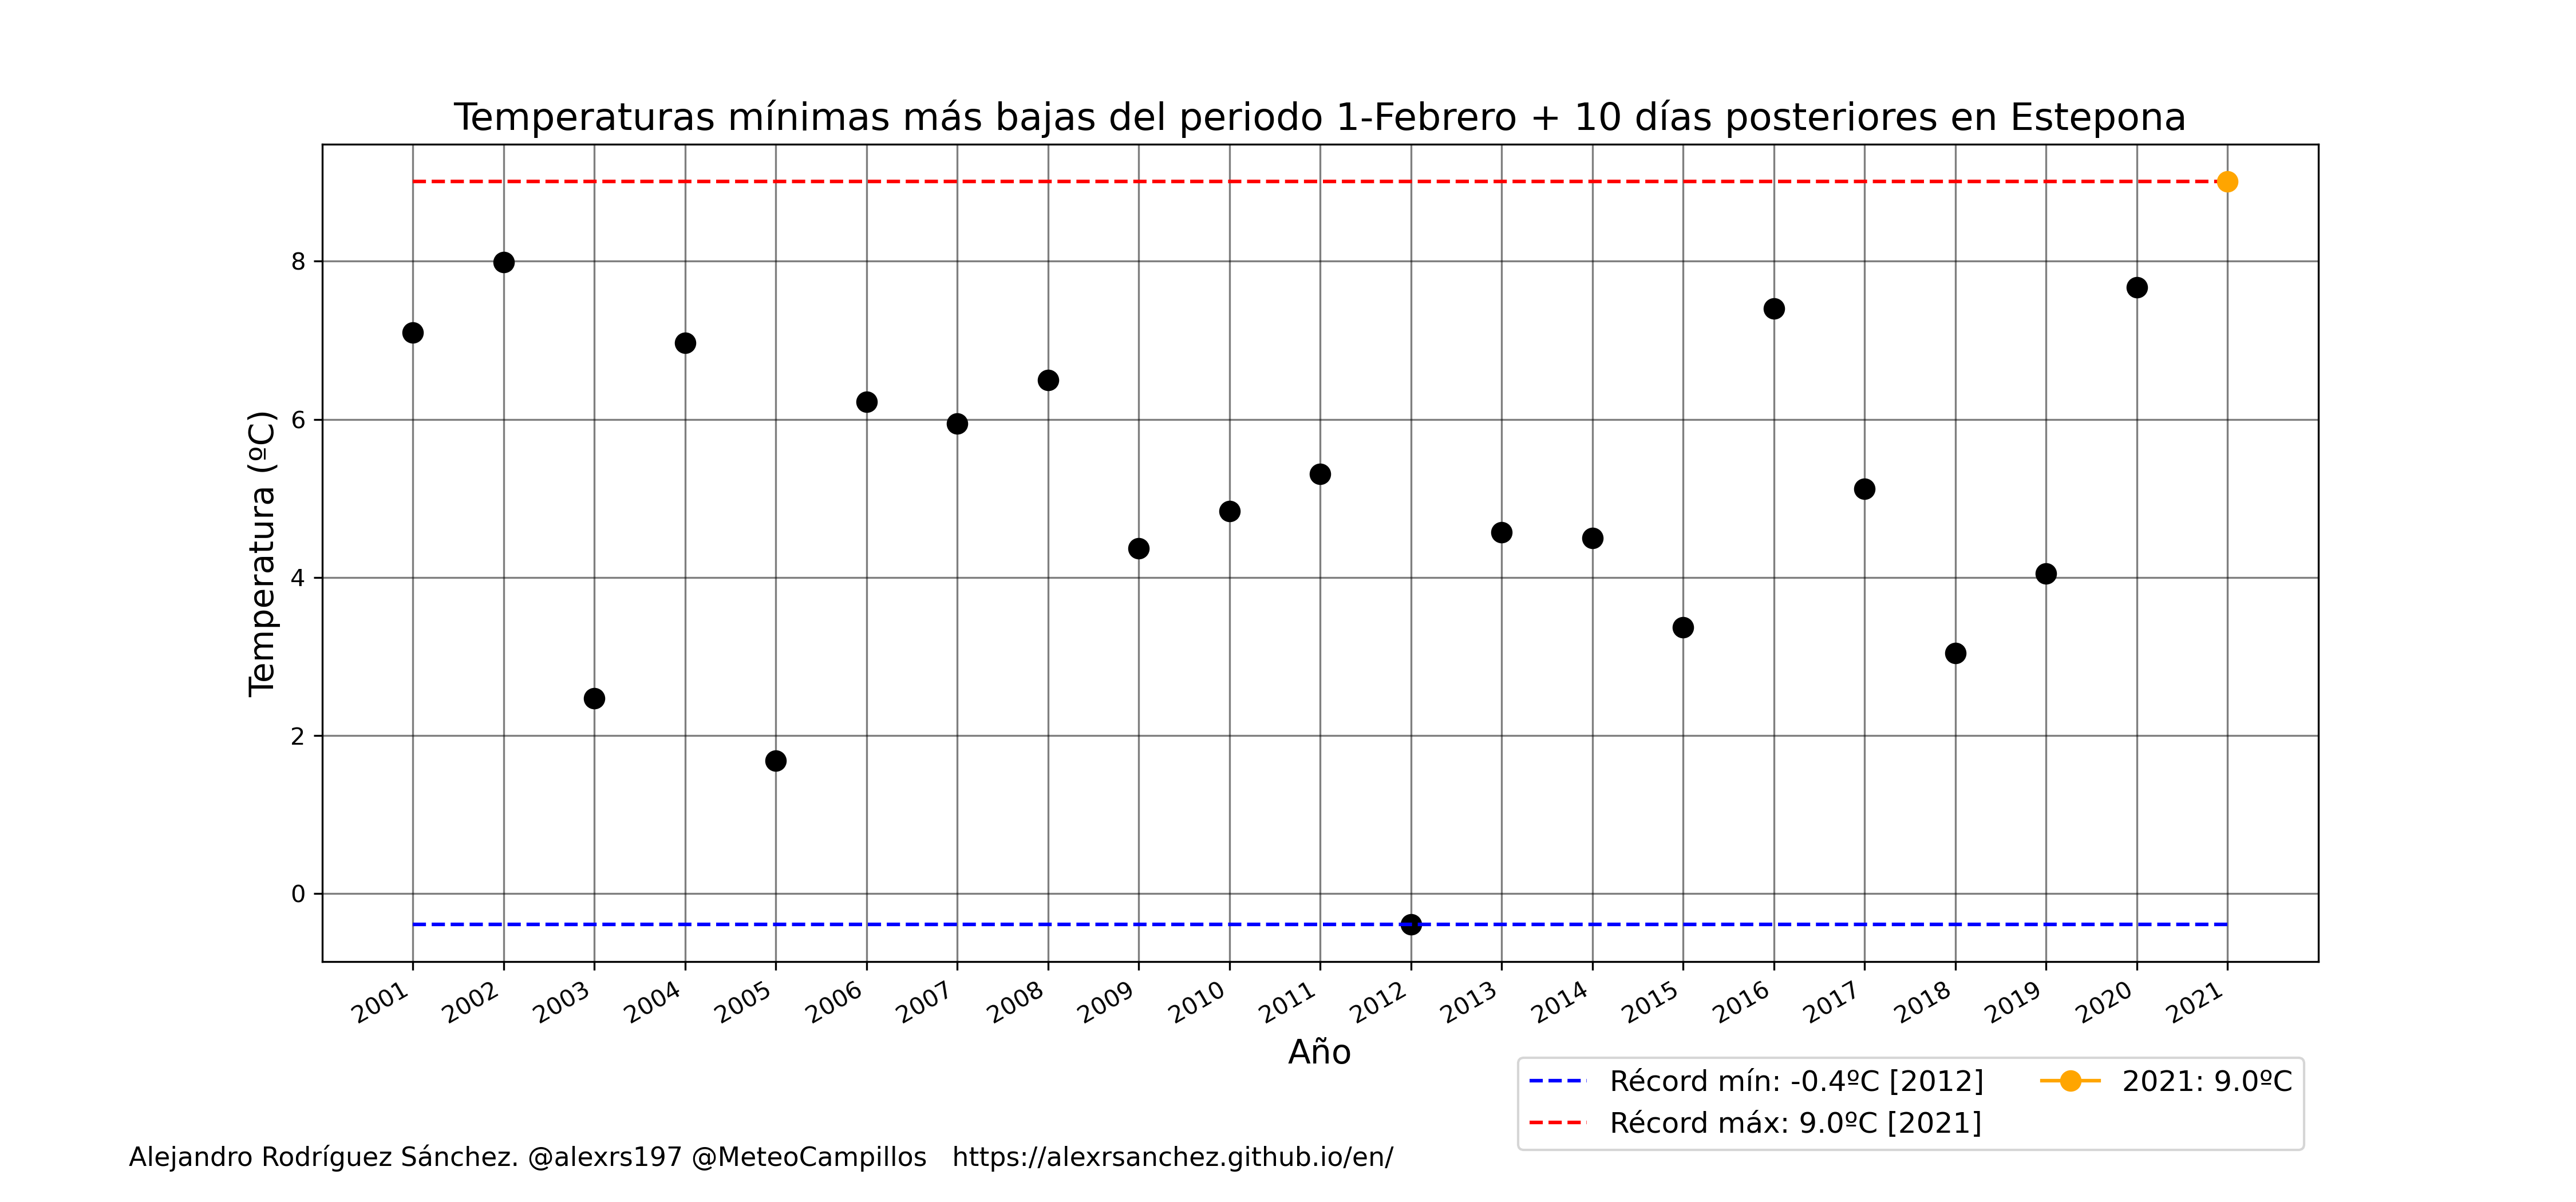 Temperaturas mínimas más bajas del periodo 1-Febrero + 10 días posteriores en Estepona
Temperatura (ºC)
8
6
4
2
0
2001 2002 2003 2004 2005 2006 2007 2008 2009 2010 2011 2012 2013 2014 2015 2016 2017 2018 2019 2020 2021
Año
Récord mín: -0.4ºC [2012]
Récord máx: 9.0ºC [2021]
2021: 9.0ºC
Alejandro Rodríguez Sánchez. @alexrs197 @MeteoCampillos https://alexrsanchez.github.io/en/